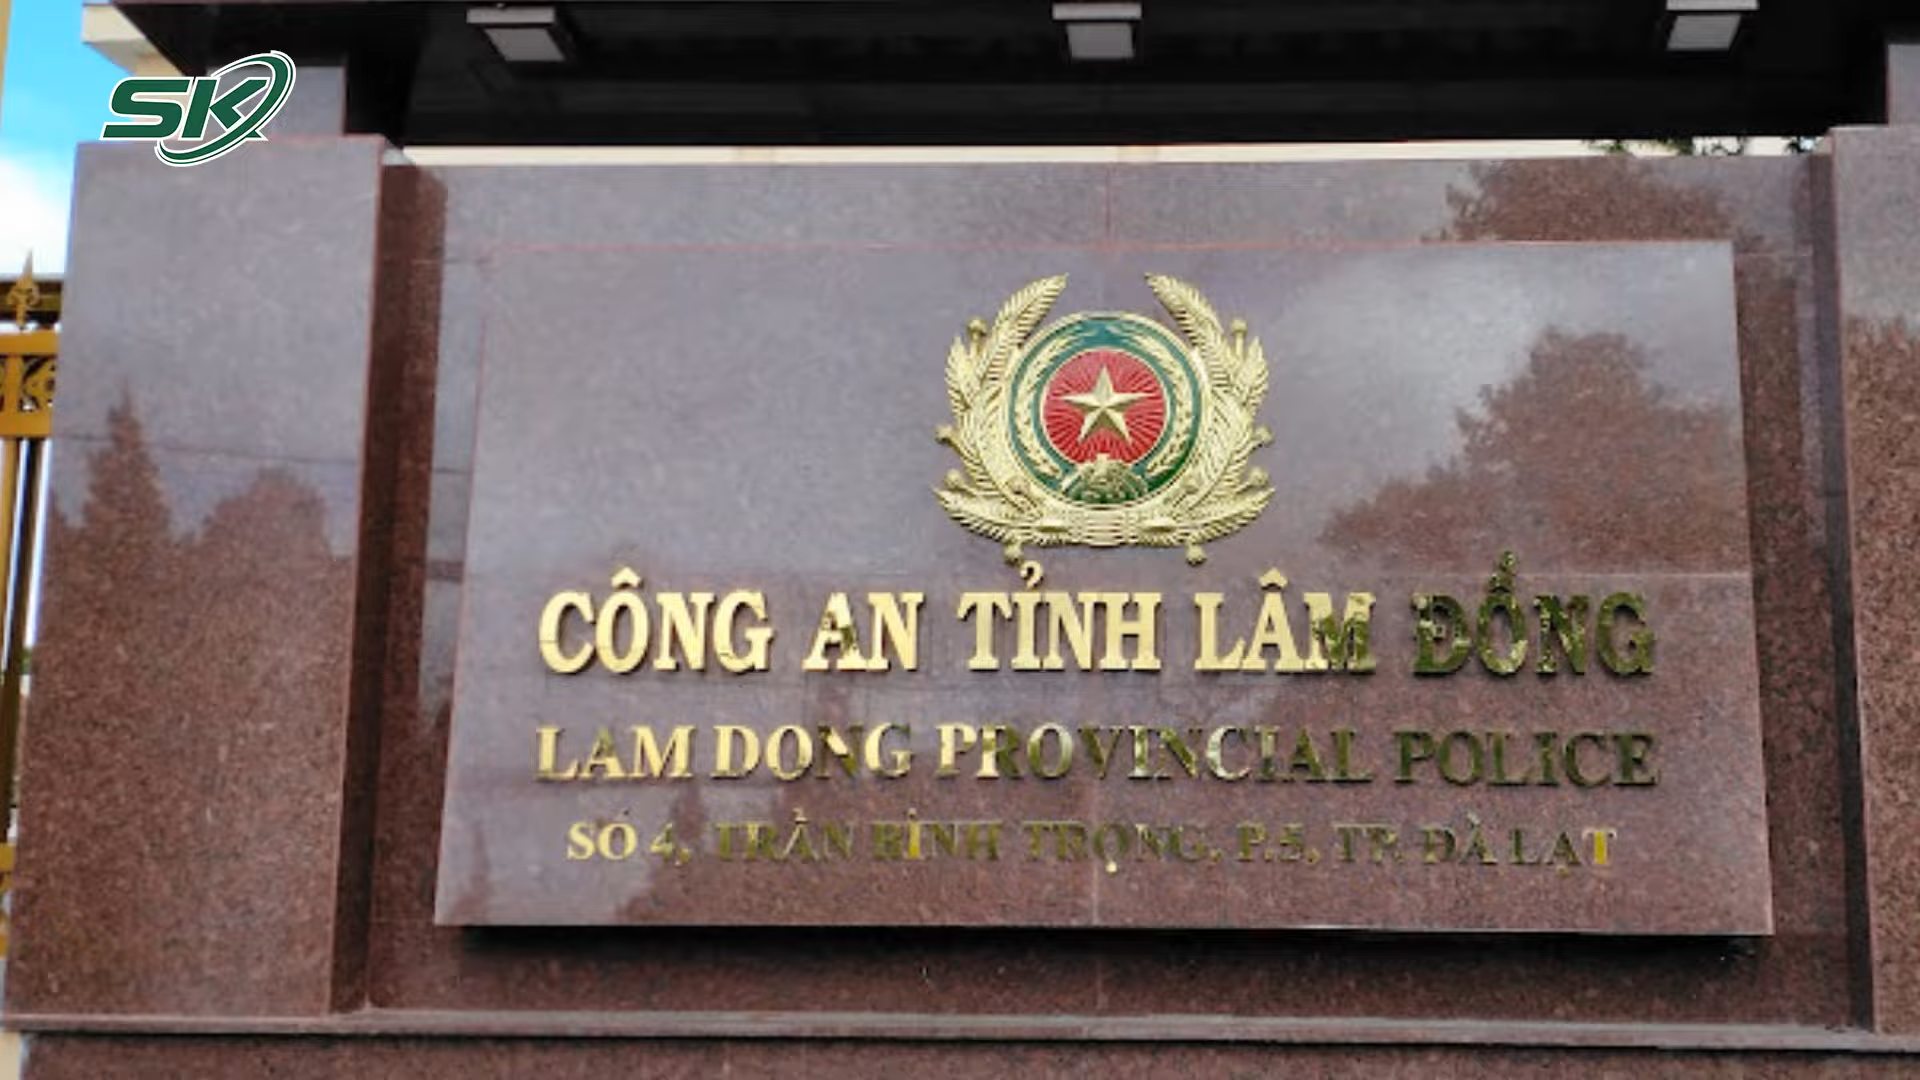 SK
CÔNG AN TỈNH LÂM ĐỒNG
LAM DONG PROVINCIAL POLICE
SỐ 4, TRẦN BÌNH TRỌNG, P.5, TP. ĐÀ LẠT